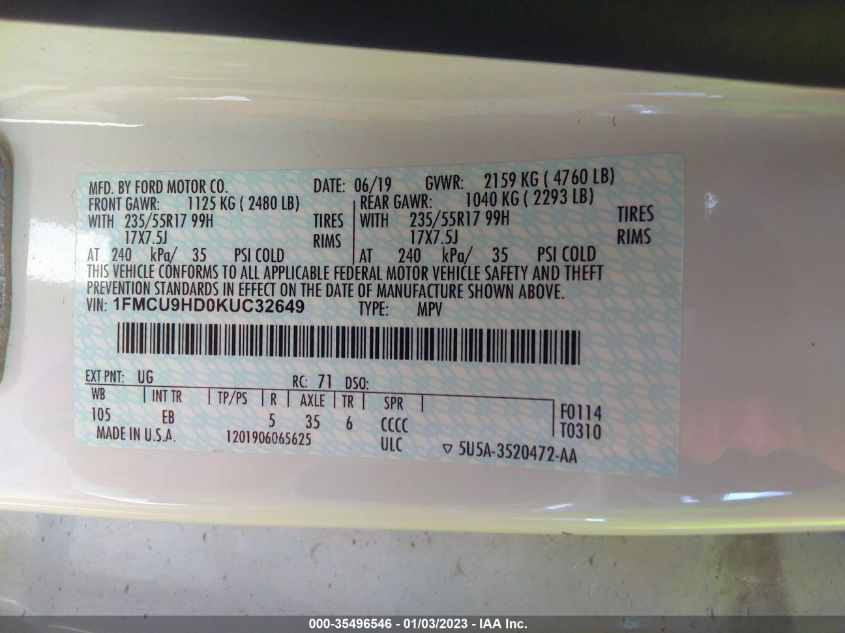 MFD. BY FORD MOTOR CO. DATE: 06/19 GVWR: 2159 KG ( 4760 LB)
FRONT GAWR: 1125 KG ( 2480 LB) REAR GAWR: 1040 KG ( 2293 LB)
WITH 235/55R17 99H TIRES WITH 235/55R17 99H TIRES
17X7.5J RIMS 17X7.5J RIMS
AT 240 kPa/ 35 PSI COLD AT 240 kPa/ 35 PSI COLD
THIS VEHICLE CONFORMS TO ALL APPLICABLE FEDERAL MOTOR VEHICLE SAFETY AND THEFT
PREVENTION STANDARDS IN EFFECT ON THE DATE OF MANUFACTURE SHOWN ABOVE.
VIN: 1FMCU9HD0KUC32649 TYPE: MPV
EXT PNT: UG RC: 71 DSO:
WB INT TR TP/PS R AXLE TR SPR
105 EB 5 35 6 CCCC F0114
MADE IN U.S.A. 1201906065625 ULC T0310
5U5A-3520472-AA
000-35496546 - 01/03/2023 - IAA Inc.